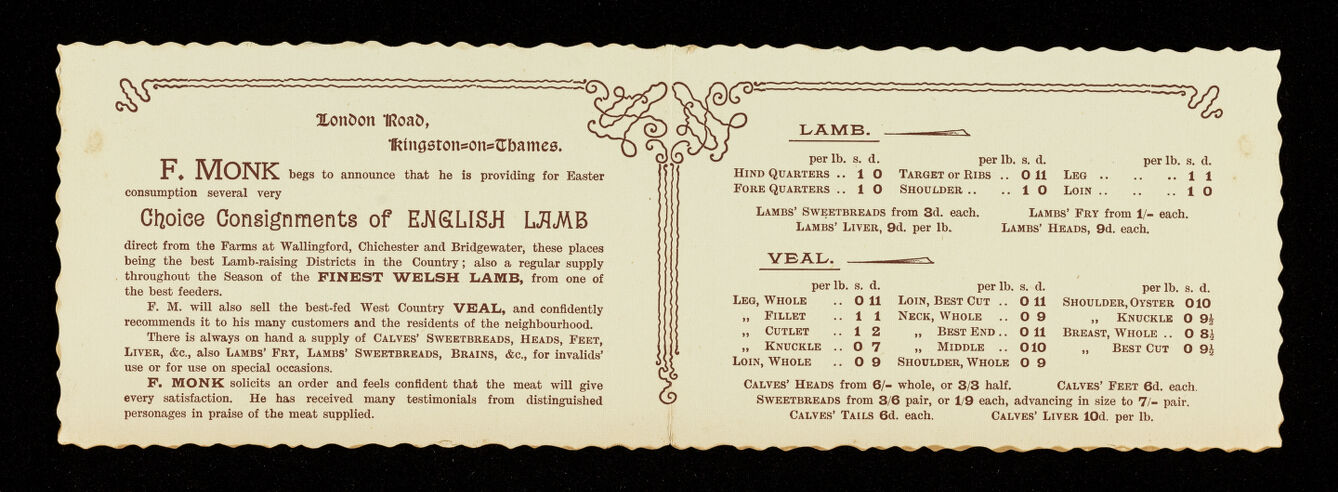 London Road,
Kingston=on=Thames.
F. MONK begs to announce that he is providing for Easter
consumption several very
Choice Consignments of ENGLISH LAMB
direct from the Farms at Wallingford, Chichester and Bridgewater, these places
being the best Lamb-raising Districts in the Country; also a regular supply
throughout the Season of the FINEST WELSH LAMB, from one of
the best feeders.
F. M. will also sell the best-fed West Country VEAL, and confidently
recommends it to his many customers and the residents of the neighbourhood.
There is always on hand a supply of CALVES' SWEETBREADS, HEADS, FEET,
LIVER, &c., also LAMBS' FRY, LAMBS' SWEETBREADS, BRAINS, &c., for invalids'
use or for use on special occasions.
F. MONK solicits an order and feels confident that the meat will give
every satisfaction. He has received many testimonials from distinguished
personages in praise of the meat supplied.
LAMB.
per lb. s. d. per lb. s. d. per lb. s. d.
HIND QUARTERS .. 1 0 TARGET OR RIBS .. 0 11 LEG .. .. .. 1 1
FORE QUARTERS .. 1 0 SHOULDER .. .. 1 0 LOIN .. .. .. 1 0
LAMBS' SWEETBREADS from 3d. each. LAMBS' FRY from 1/- each.
LAMBS' LIVER, 9d. per lb. LAMBS' HEADS, 9d. each.
VEAL.
per lb. s. d. per lb. s. d. per lb. s. d.
LEG, WHOLE .. 0 11 LOIN, BEST CUT .. 0 11 SHOULDER, OYSTER 0 10
„ FILLET .. 1 1 NECK, WHOLE .. 0 9 „ KNUCKLE 0 9½
„ CUTLET .. 1 2 „ BEST END .. 0 11 BREAST, WHOLE .. 0 8½
„ KNUCKLE .. 0 7 „ MIDDLE .. 0 10 „ BEST CUT 0 9½
LOIN, WHOLE .. 0 9 SHOULDER, WHOLE 0 9
CALVES' HEADS from 6/- whole, or 3/3 half. CALVES' FEET 6d. each.
SWEETBREADS from 3/6 pair, or 1/9 each, advancing in size to 7/- pair.
CALVES' TAILS 6d. each. CALVES' LIVER 10d. per lb.